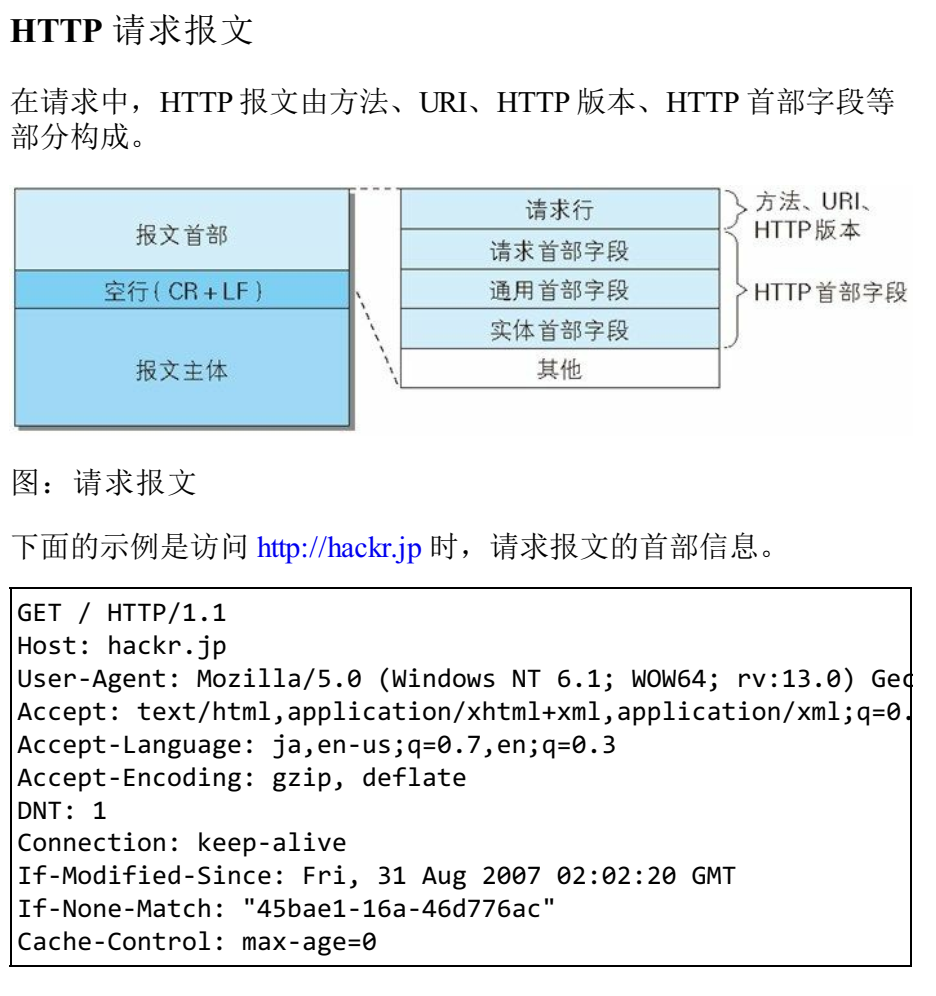 HTTP 请求报文
在请求中，HTTP 报文由方法、URI、HTTP 版本、HTTP 首部字段等
部分构成。
报文首部
空行（CR+LF）
报文主体
请求行
请求首部字段
通用首部字段
实体首部字段
其他
方法、URI、
HTTP版本
HTTP首部字段
图：请求报文
下面的示例是访问 http://hackr.jp 时，请求报文的首部信息。
GET / HTTP/1.1
Host: hackr.jp
User-Agent: Mozilla/5.0 (Windows NT 6.1; WOW64; rv:13.0) Gec
Accept: text/html,application/xhtml+xml,application/xml;q=0.
Accept-Language: ja,en-us;q=0.7,en;q=0.3
Accept-Encoding: gzip, deflate
DNT: 1
Connection: keep-alive
If-Modified-Since: Fri, 31 Aug 2007 02:02:20 GMT
If-None-Match: "45bae1-16a-46d776ac"
Cache-Control: max-age=0